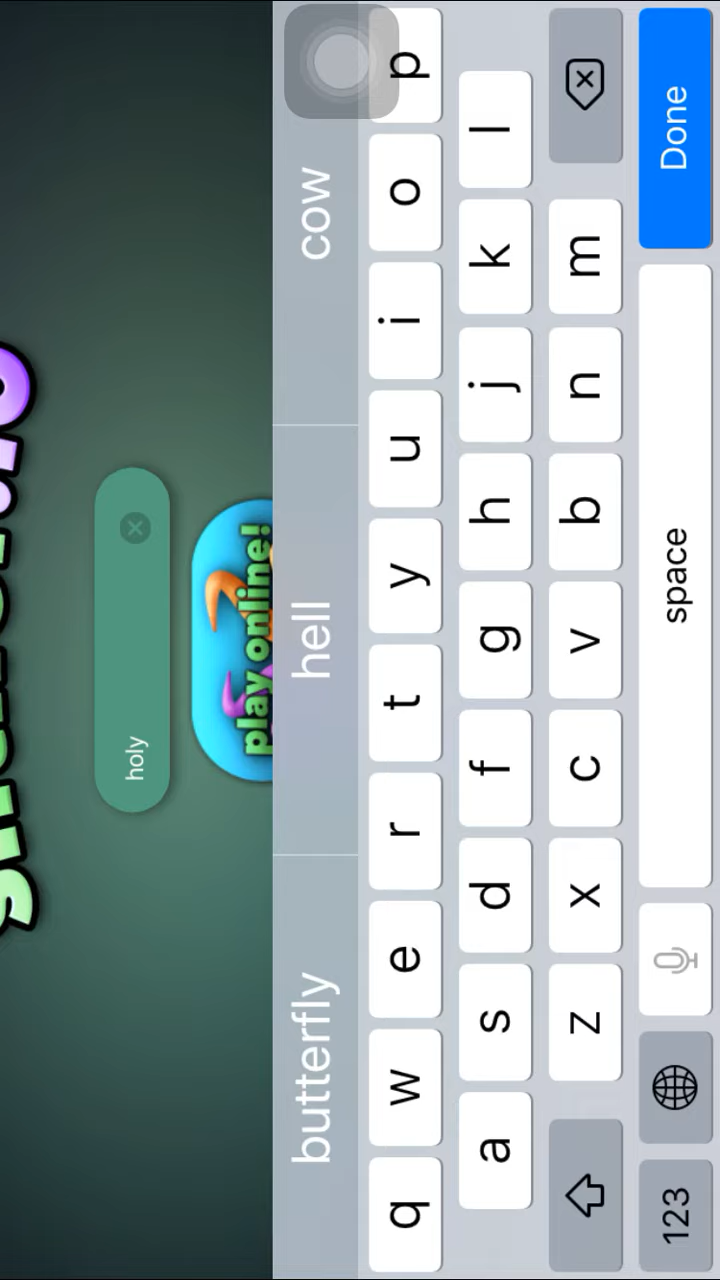 holy
play online!
butterfly hell cow
q w e r t y u i o p
a s d f g h j k l
z x c v b n m
123 space Done